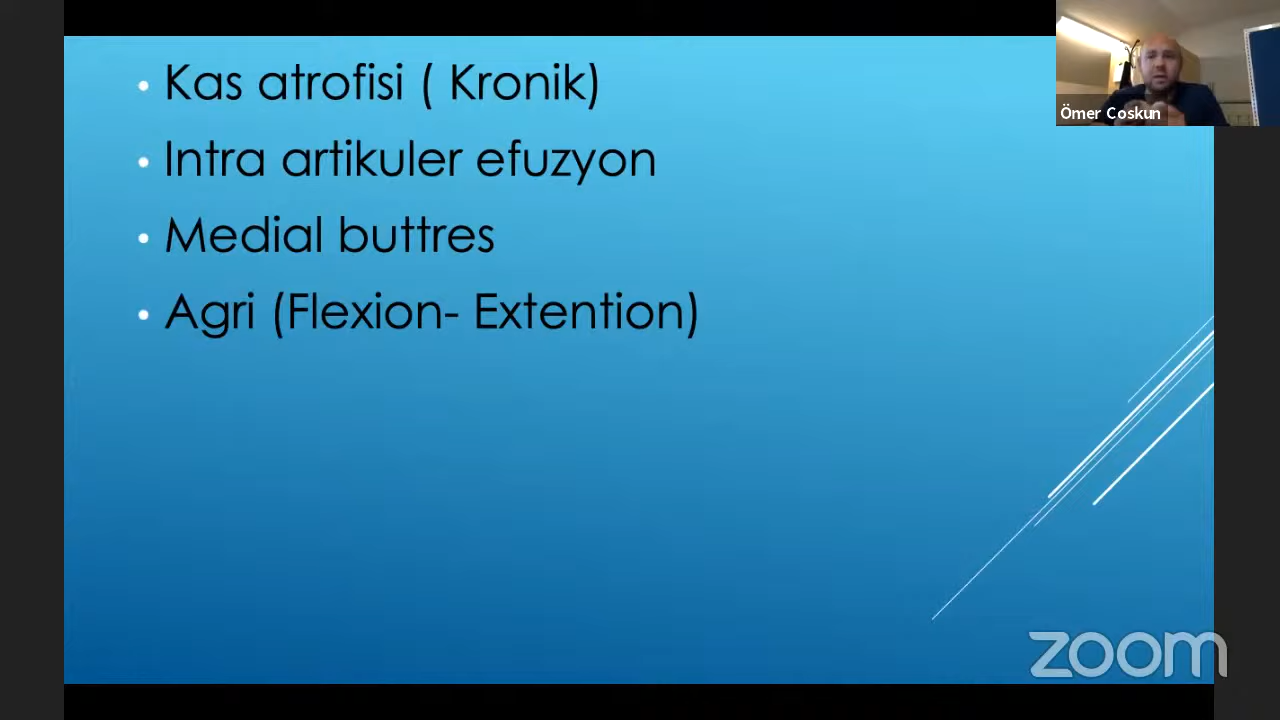 • Kas atrofisi ( Kronik)
• Intra artikuler efuzyon
• Medial buttres
• Agri (Flexion- Extention)
Ömer Coskun
zoom